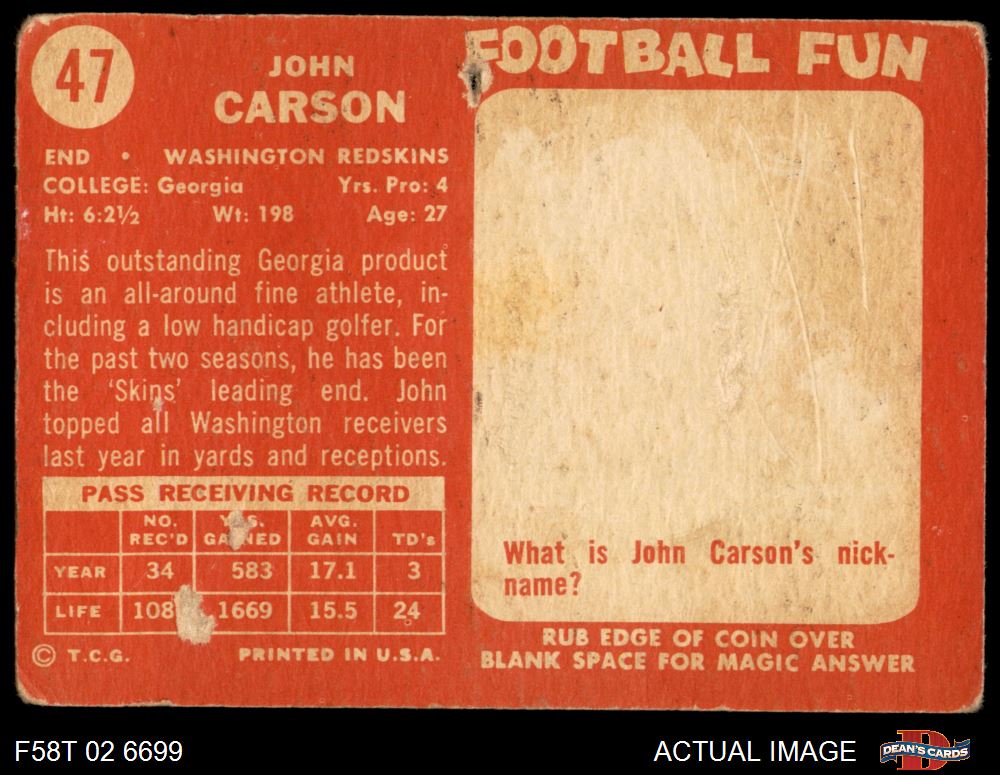 47
JOHN
CARSON
END • WASHINGTON REDSKINS
COLLEGE: Georgia Yrs. Pro: 4
Ht: 6:2½ Wt: 198 Age: 27
This outstanding Georgia product
is an all-around fine athlete, in-
cluding a low handicap golfer. For
the past two seasons, he has been
the 'Skins' leading end. John
topped all Washington receivers
last year in yards and receptions.
PASS RECEIVING RECORD
NO. REC'D YDS. GAINED AVG. GAIN TD's
YEAR 34 583 17.1 3
LIFE 108 1669 15.5 24
© T.C.G. PRINTED IN U.S.A.
FOOTBALL FUN
What is John Carson's nick-
name?
RUB EDGE OF COIN OVER
BLANK SPACE FOR MAGIC ANSWER
F58T 02 6699
ACTUAL IMAGE
D
DEAN'S CARDS